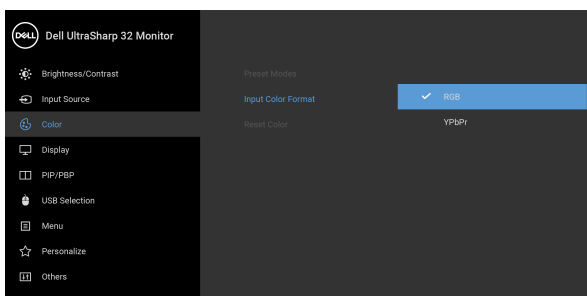 DELL Dell UltraSharp 32 Monitor
Brightness/Contrast
Input Source
Color
Display
PIP/PBP
USB Selection
Menu
Personalize
Others
Preset Modes
Input Color Format
Reset Color
RGB
YPbPr